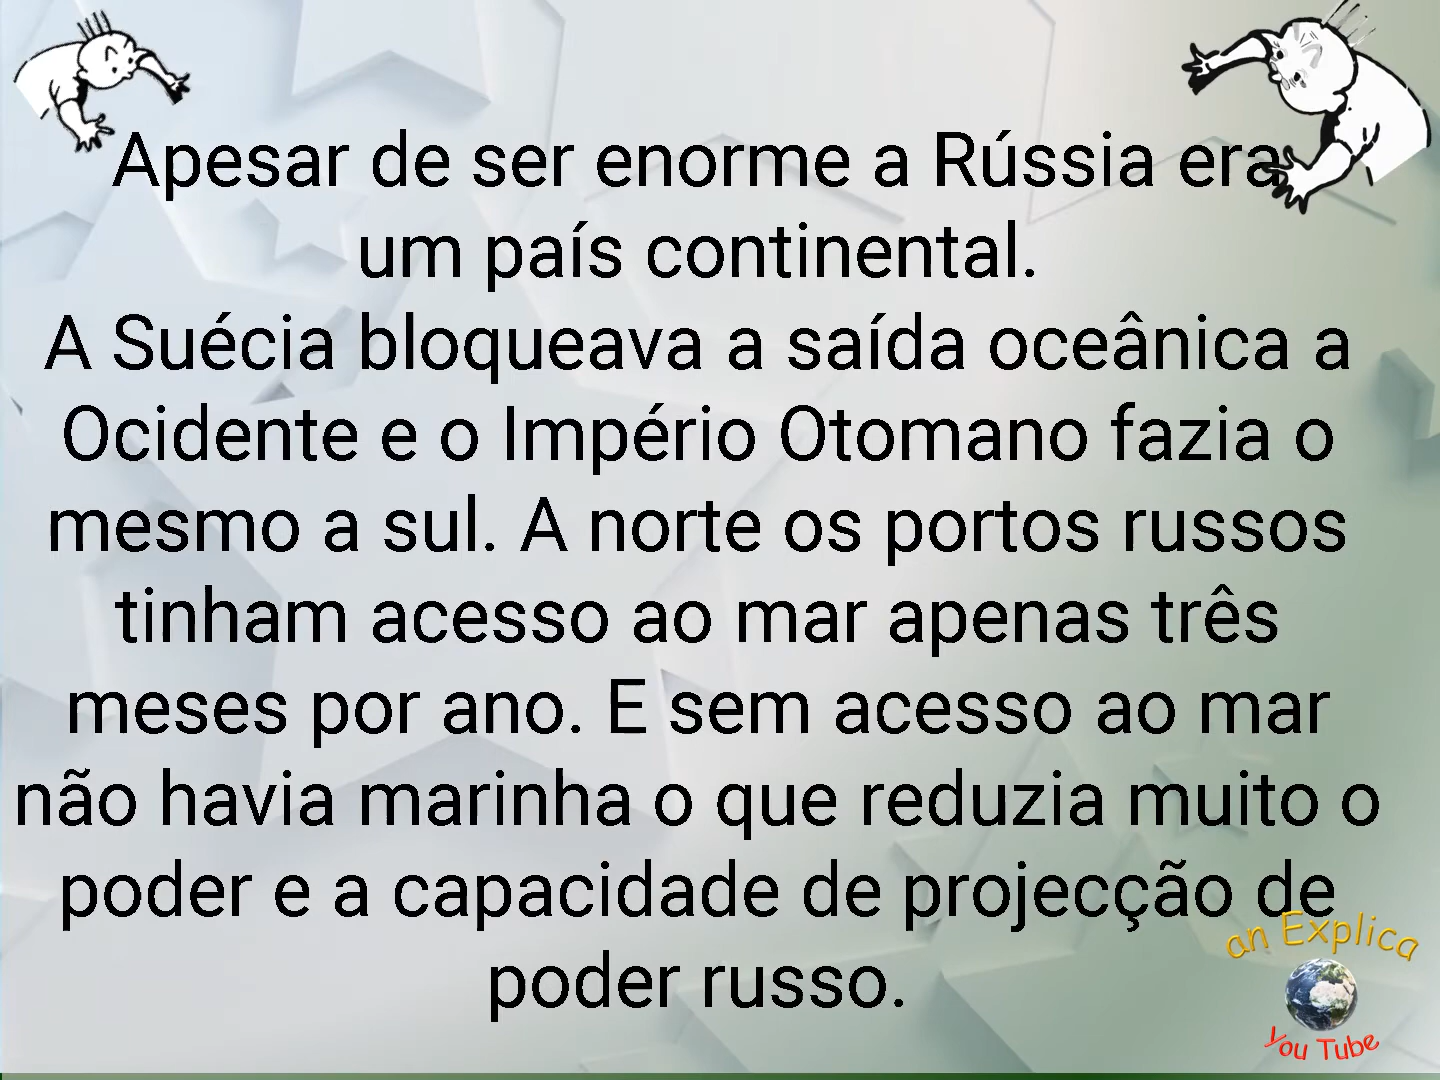 Apesar de ser enorme a Rússia era
um país continental.
A Suécia bloqueava a saída oceânica a
Ocidente e o Império Otomano fazia o
mesmo a sul. A norte os portos russos
tinham acesso ao mar apenas três
meses por ano. E sem acesso ao mar
não havia marinha o que reduzia muito o
poder e a capacidade de projecção de
poder russo.
an Explica
You Tube